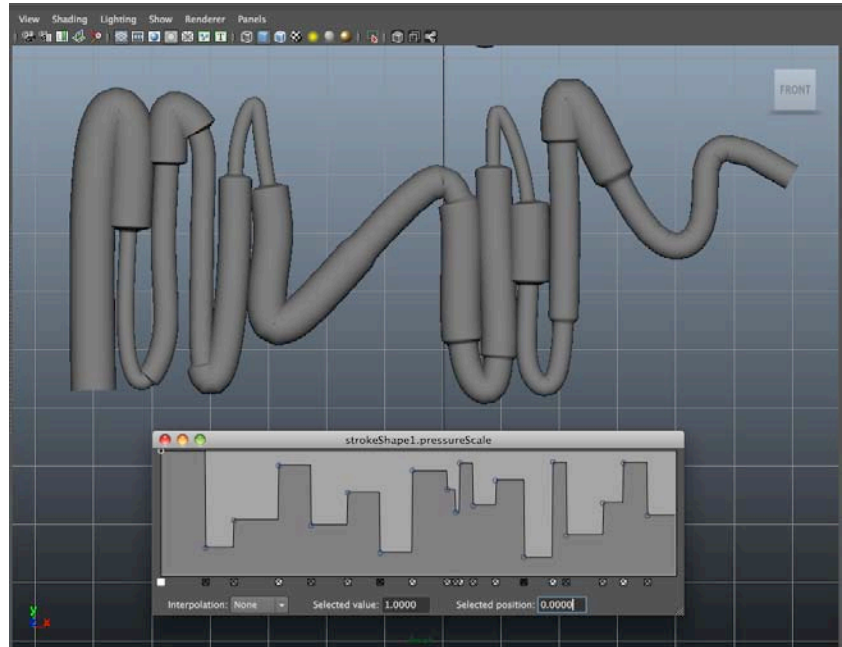 View Shading Lighting Show Renderer Panels
FRONT
strokeShape1.pressureScale
Interpolation: None Selected value: 1.0000 Selected position: 0.0000
y
x